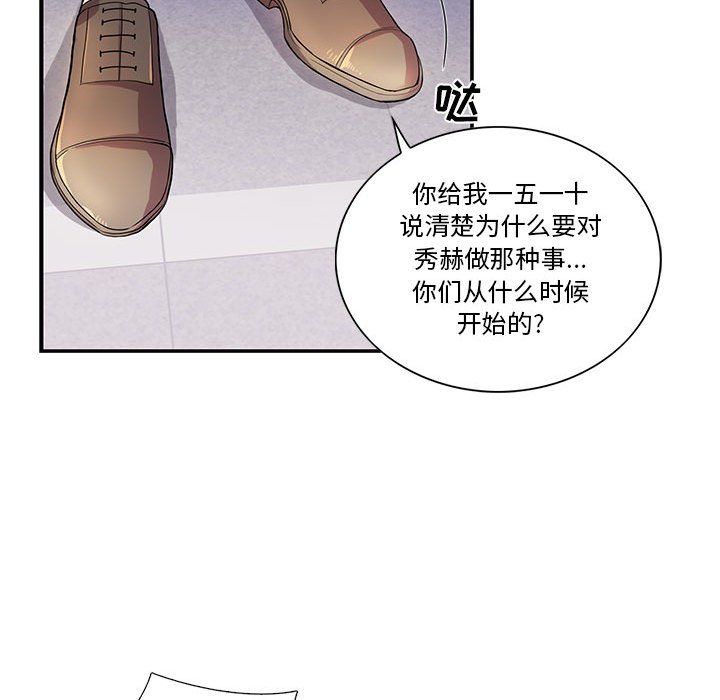 哒
你给我一五一十
说清楚为什么要对
秀赫做那种事...
你们从什么时候
开始的?